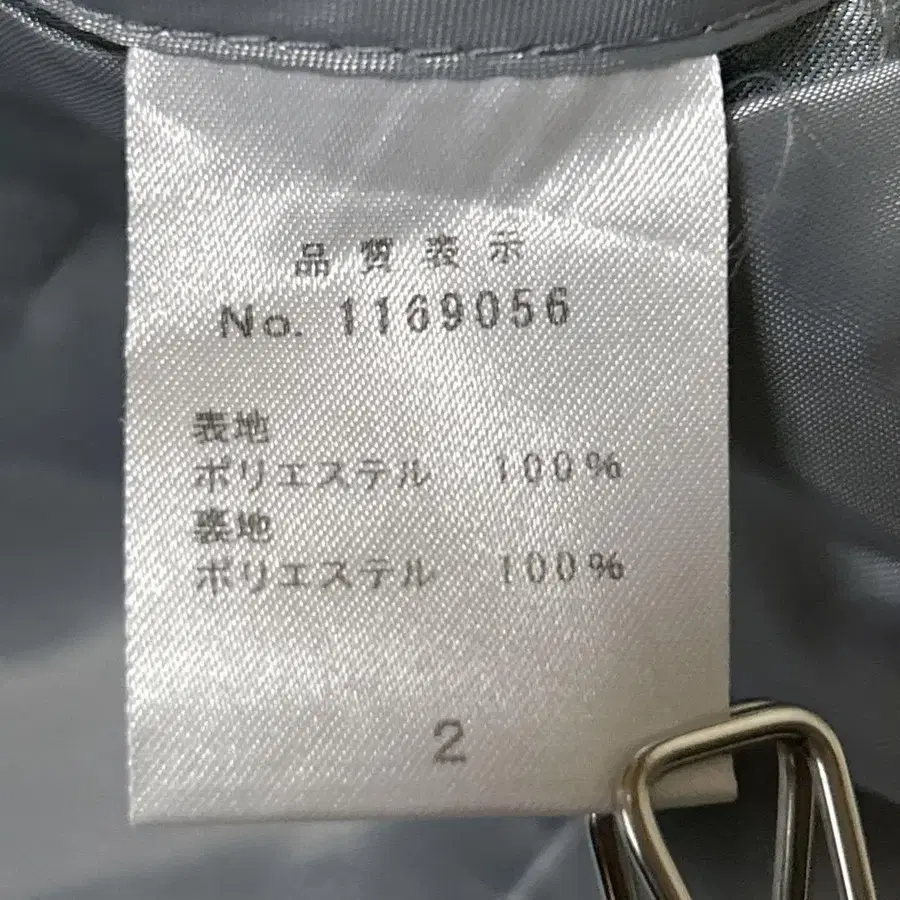 品質表示
No. 1169056
表地
ポリエステル 100%
裏地
ポリエステル 100%
2